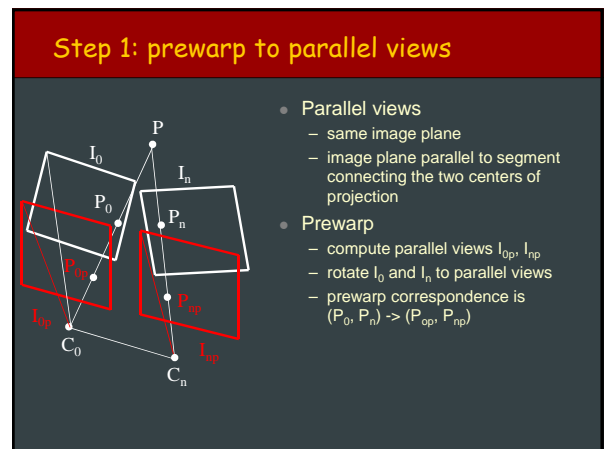 Step 1: prewarp to parallel views
P
I₀
Iₙ
P₀
Pₙ
P₀ₚ
Pₙₚ
I₀ₚ
Iₙₚ
C₀
Cₙ
● Parallel views
– same image plane
– image plane parallel to segment
connecting the two centers of
projection
● Prewarp
– compute parallel views I₀ₚ, Iₙₚ
– rotate I₀ and Iₙ to parallel views
– prewarp correspondence is
(P₀, Pₙ) -> (Pₒₚ, Pₙₚ)